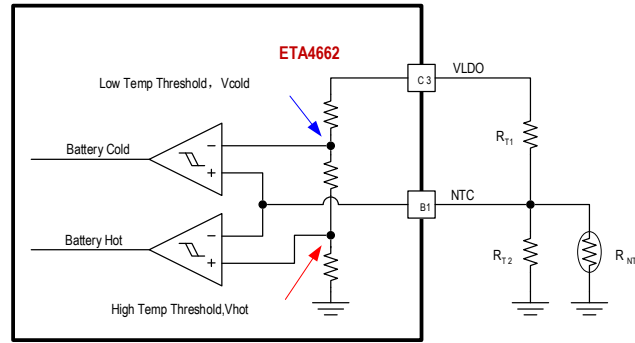 ETA4662
Low Temp Threshold， Vcold
C3
VLDO
RT1
Battery Cold
−
+
B1
NTC
Battery Hot
−
+
RT2
RNT
High Temp Threshold,Vhot